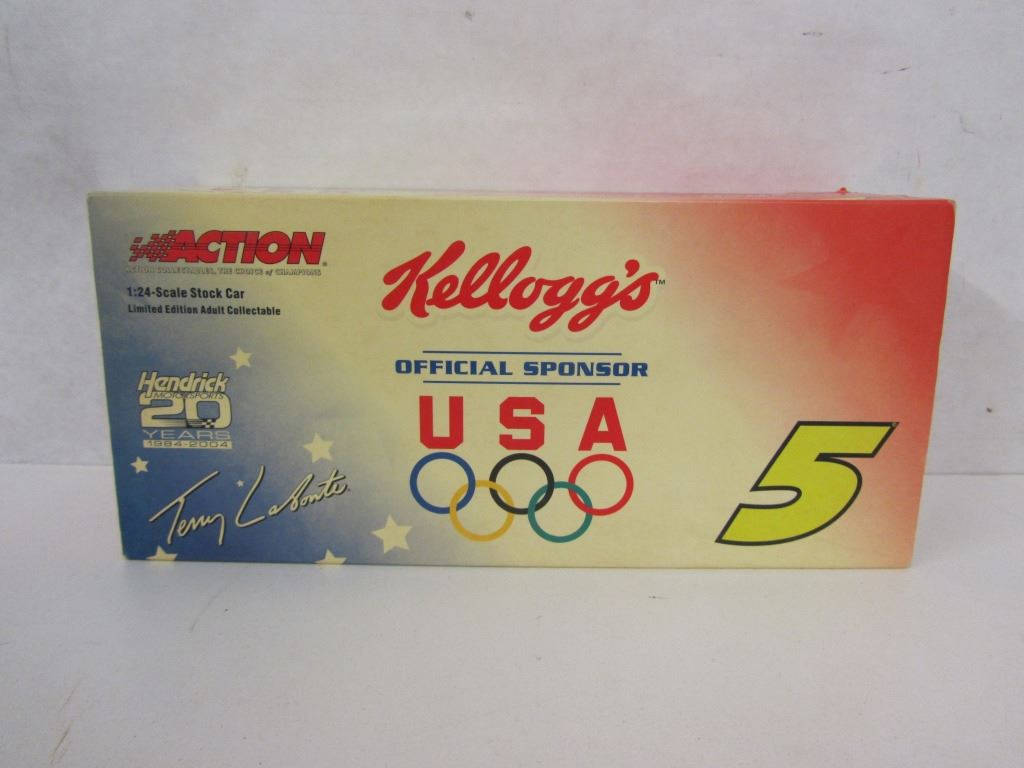 ACTION
ACTION COLLECTABLES, THE CHOICE of CHAMPIONS
1:24-Scale Stock Car
Limited Edition Adult Collectable
Kellogg's™
OFFICIAL SPONSOR
USA
Hendrick
MOTORSPORTS
20
YEARS
1984-2004
Terry Labonte
5